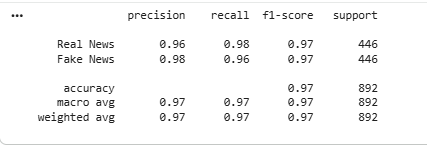 ... precision recall f1-score support
Real News 0.96 0.98 0.97 446
Fake News 0.98 0.96 0.97 446
accuracy 0.97 892
macro avg 0.97 0.97 0.97 892
weighted avg 0.97 0.97 0.97 892